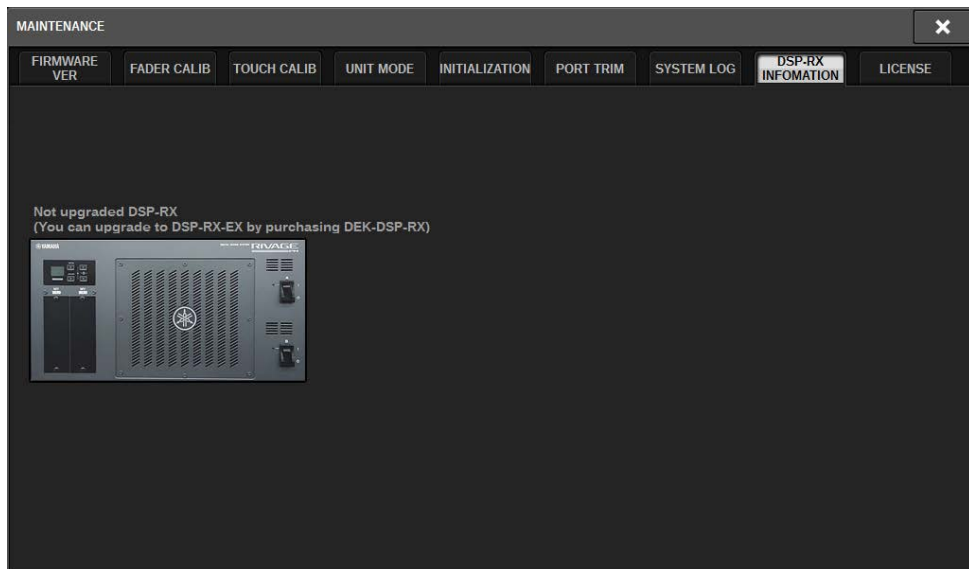 MAINTENANCE
FIRMWARE
VER
FADER CALIB
TOUCH CALIB
UNIT MODE
INITIALIZATION
PORT TRIM
SYSTEM LOG
DSP-RX
INFOMATION
LICENSE
Not upgraded DSP-RX
(You can upgrade to DSP-RX-EX by purchasing DEK-DSP-RX)
YAMAHA
RIVAGE